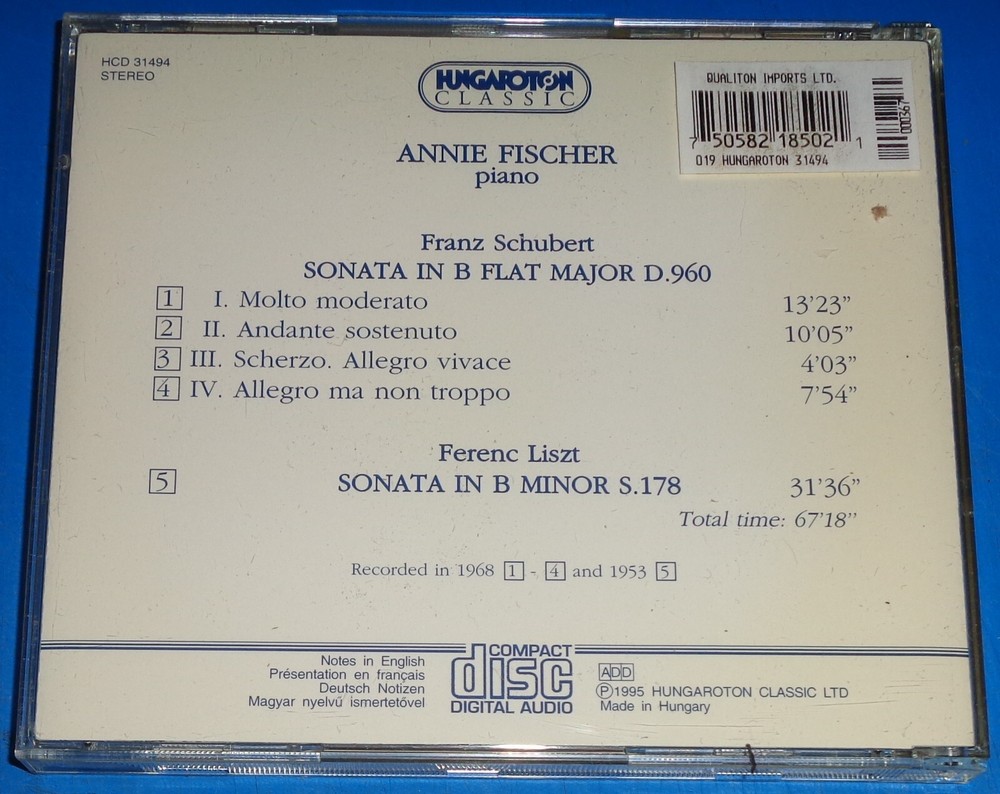 HCD 31494
STEREO
HUNGAROTON
CLASSIC
QUALITON IMPORTS LTD.
7 50582 18502 1
000367
019 HUNGAROTON 31494
ANNIE FISCHER
piano
Franz Schubert
SONATA IN B FLAT MAJOR D.960
1 I. Molto moderato 13'23”
2 II. Andante sostenuto 10'05”
3 III. Scherzo. Allegro vivace 4'03”
4 IV. Allegro ma non troppo 7'54”
Ferenc Liszt
5 SONATA IN B MINOR S.178 31'36”
Total time: 67'18”
Recorded in 1968 1 - 4 and 1953 5
Notes in English
Présentation en français
Deutsch Notizen
Magyar nyelvű ismertetővel
COMPACT
disc
DIGITAL AUDIO
ADD
Ⓟ1995 HUNGAROTON CLASSIC LTD
Made in Hungary